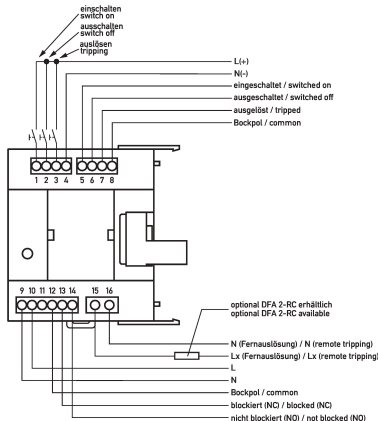 einschalten
switch on
ausschalten
switch off
auslösen
tripping
L(+)
N(-)
eingeschaltet / switched on
ausgeschaltet / switched off
ausgelöst / tripped
Bockpol / common
1 2 3 4 5 6 7 8
9 10 11 12 13 14 15 16
optional DFA 2-RC erhältlich
optional DFA 2-RC available
N (Fernauslösung) / N (remote tripping)
Lx (Fernauslösung) / Lx (remote tripping)
L
N
Bockpol / common
blockiert (NC) / blocked (NC)
nicht blockiert (NO) / not blocked (NO)